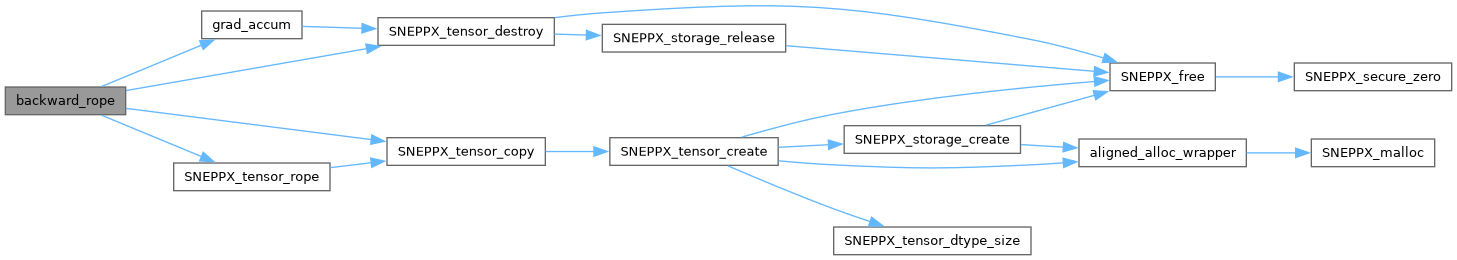 backward_rope
grad_accum
SNEPPX_tensor_rope
SNEPPX_tensor_destroy
SNEPPX_tensor_copy
SNEPPX_storage_release
SNEPPX_tensor_create
SNEPPX_storage_create
SNEPPX_tensor_dtype_size
SNEPPX_free
aligned_alloc_wrapper
SNEPPX_secure_zero
SNEPPX_malloc